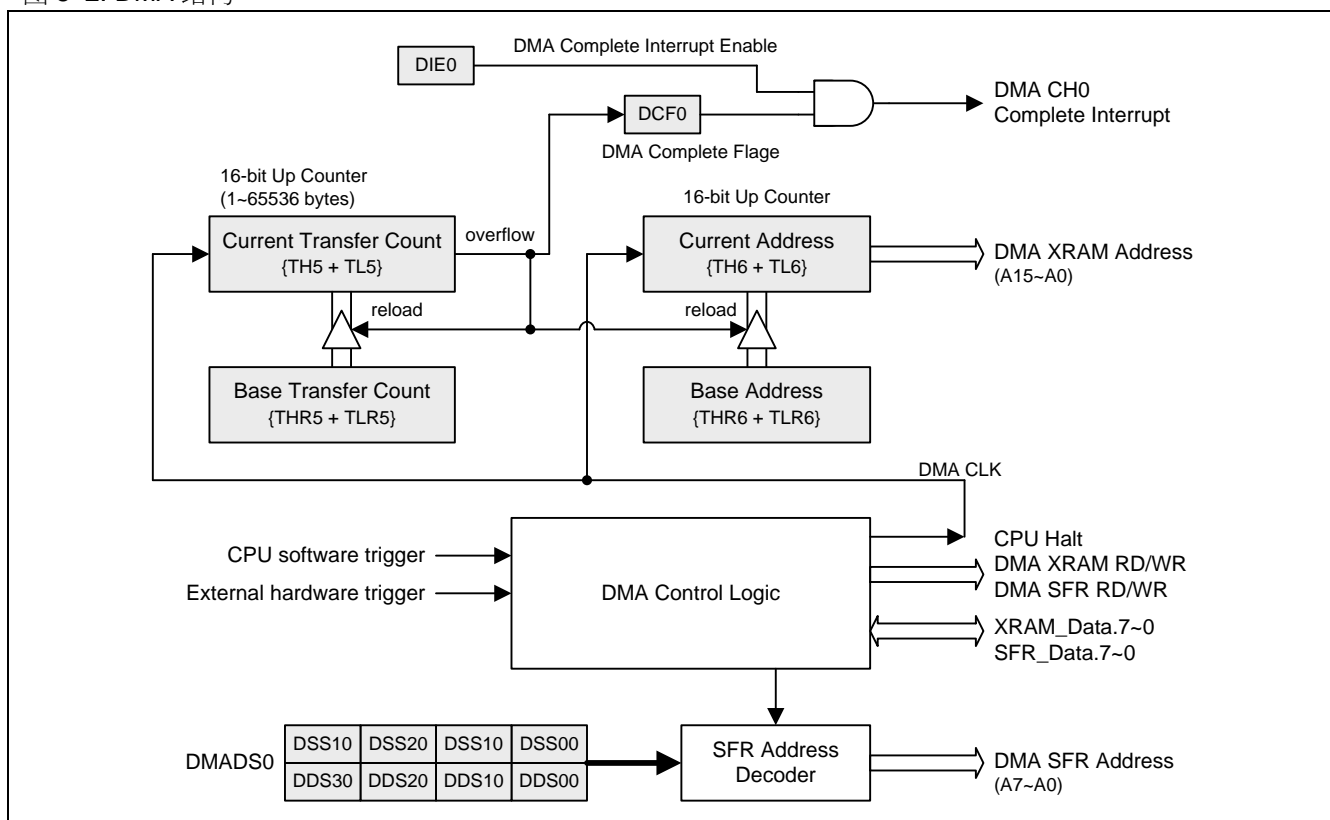 DMA Complete Interrupt Enable
DIE0
DMA CH0
Complete Interrupt
DCF0
DMA Complete Flage
16-bit Up Counter
(1~65536 bytes)
16-bit Up Counter
Current Transfer Count
{TH5 + TL5}
overflow
Current Address
{TH6 + TL6}
DMA XRAM Address
(A15~A0)
reload
reload
Base Transfer Count
{THR5 + TLR5}
Base Address
{THR6 + TLR6}
DMA CLK
CPU software trigger
External hardware trigger
DMA Control Logic
CPU Halt
DMA XRAM RD/WR
DMA SFR RD/WR
XRAM_Data.7~0
SFR_Data.7~0
DMADS0
DSS10 DSS20 DSS10 DSS00
DDS30 DDS20 DDS10 DDS00
SFR Address
Decoder
DMA SFR Address
(A7~A0)